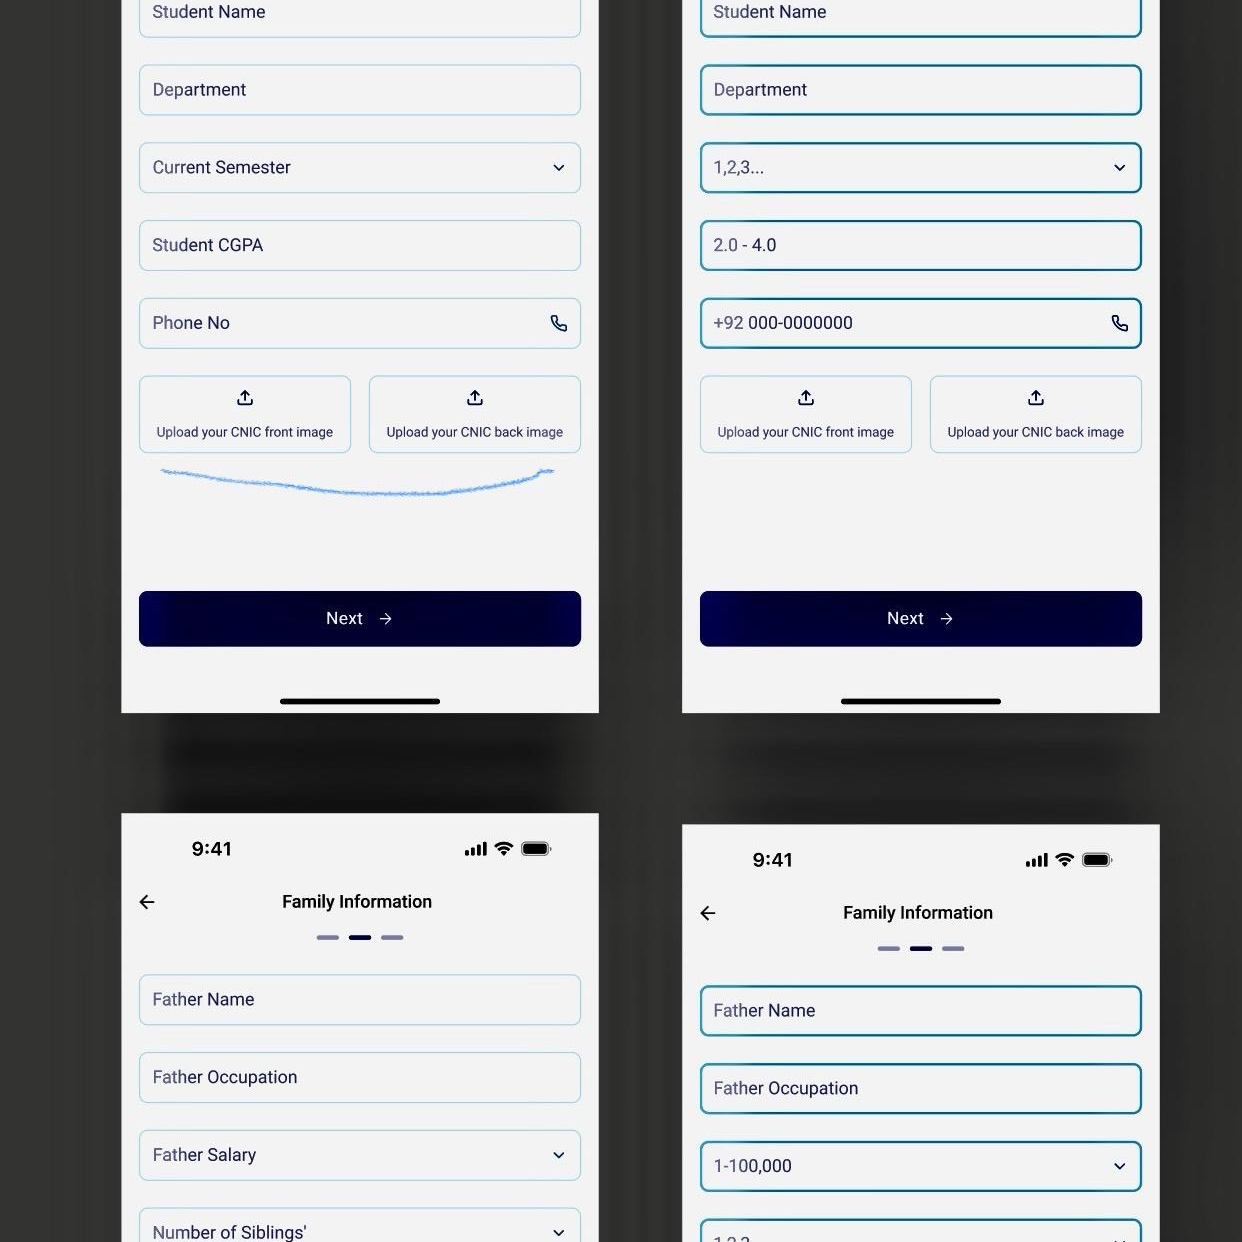 Student Name
Department
Current Semester
Student CGPA
Phone No
Upload your CNIC front image
Upload your CNIC back image
Next
Student Name
Department
1,2,3...
2.0 - 4.0
+92 000-0000000
Upload your CNIC front image
Upload your CNIC back image
Next
9:41
Family Information
Father Name
Father Occupation
Father Salary
Number of Siblings'
9:41
Family Information
Father Name
Father Occupation
1-100,000